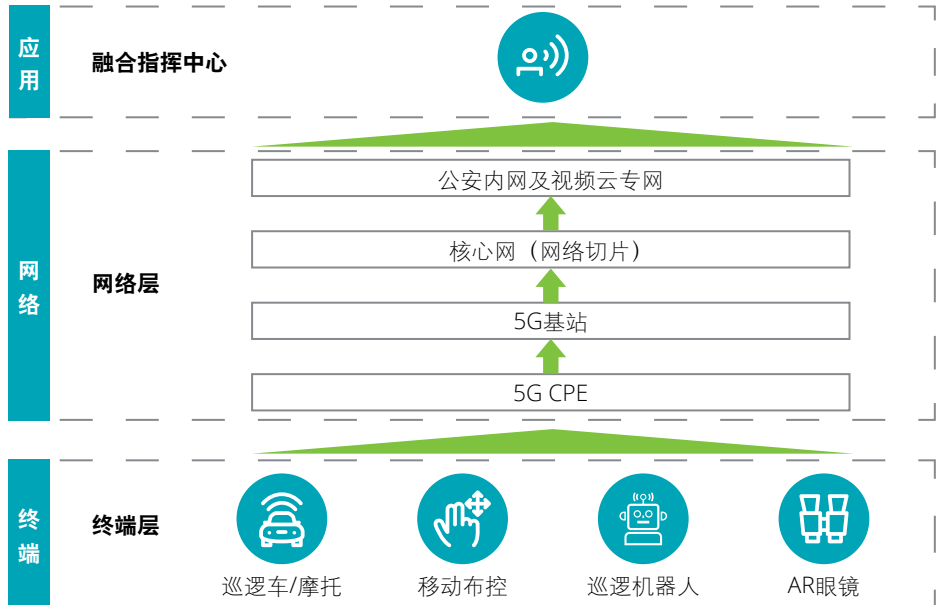 应用
融合指挥中心
公安内网及视频云专网
核心网（网络切片）
网络
网络层
5G基站
5G CPE
终端
终端层
巡逻车/摩托
移动布控
巡逻机器人
AR眼镜